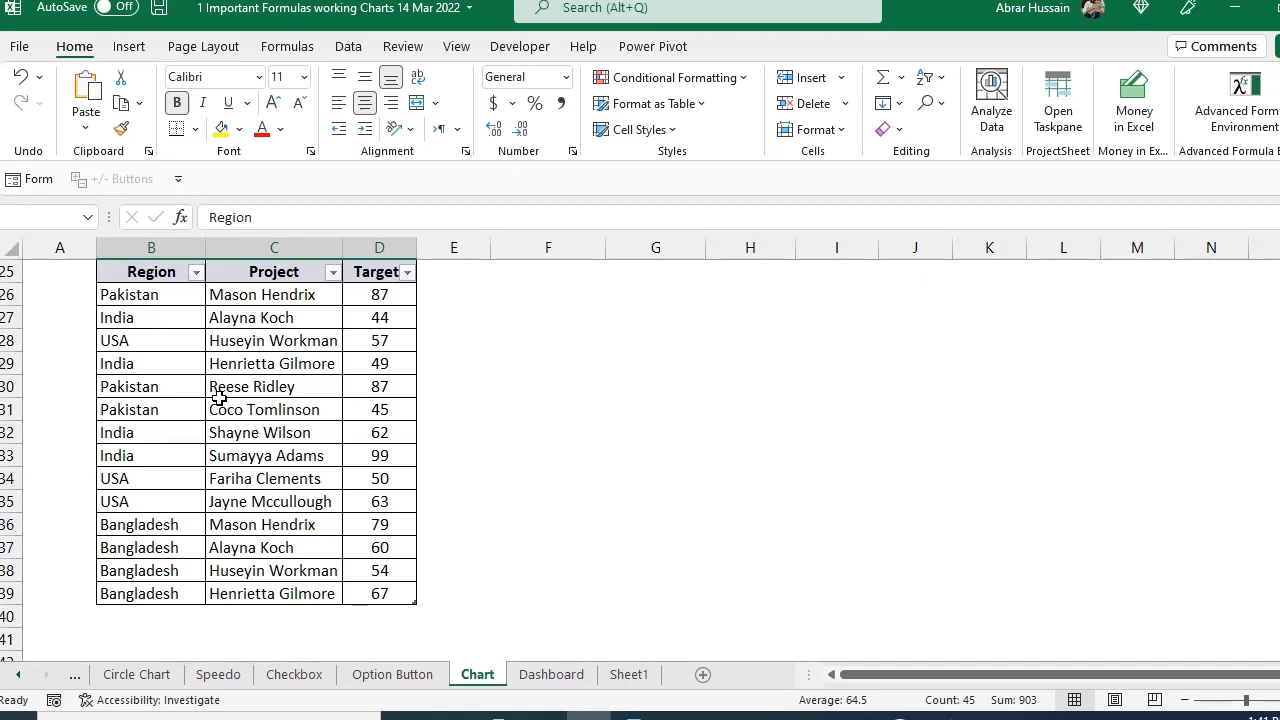 AutoSave Off 1 Important Formulas working Charts 14 Mar 2022 Search (Alt+Q) Abrar Hussain
File Home Insert Page Layout Formulas Data Review View Developer Help Power Pivot Comments
Calibri 11 General Conditional Formatting Insert
Paste B I U Format as Table Delete Analyze Data Open Taskpane Money in Excel Advanced Form Environmen
Cell Styles Format
Undo Clipboard Font Alignment Number Styles Cells Editing Analysis ProjectSheet Money in Ex... Advanced Formula E
Form +/- Buttons
fx Region
A B C D E F G H I J K L M N
25 Region Project Target
26 Pakistan Mason Hendrix 87
27 India Alayna Koch 44
28 USA Huseyin Workman 57
29 India Henrietta Gilmore 49
30 Pakistan Reese Ridley 87
31 Pakistan Coco Tomlinson 45
32 India Shayne Wilson 62
33 India Sumayya Adams 99
34 USA Fariha Clements 50
35 USA Jayne Mccullough 63
36 Bangladesh Mason Hendrix 79
37 Bangladesh Alayna Koch 60
38 Bangladesh Huseyin Workman 54
39 Bangladesh Henrietta Gilmore 67
40
41
... Circle Chart Speedo Checkbox Option Button Chart Dashboard Sheet1
Ready Accessibility: Investigate Average: 64.5 Count: 45 Sum: 903